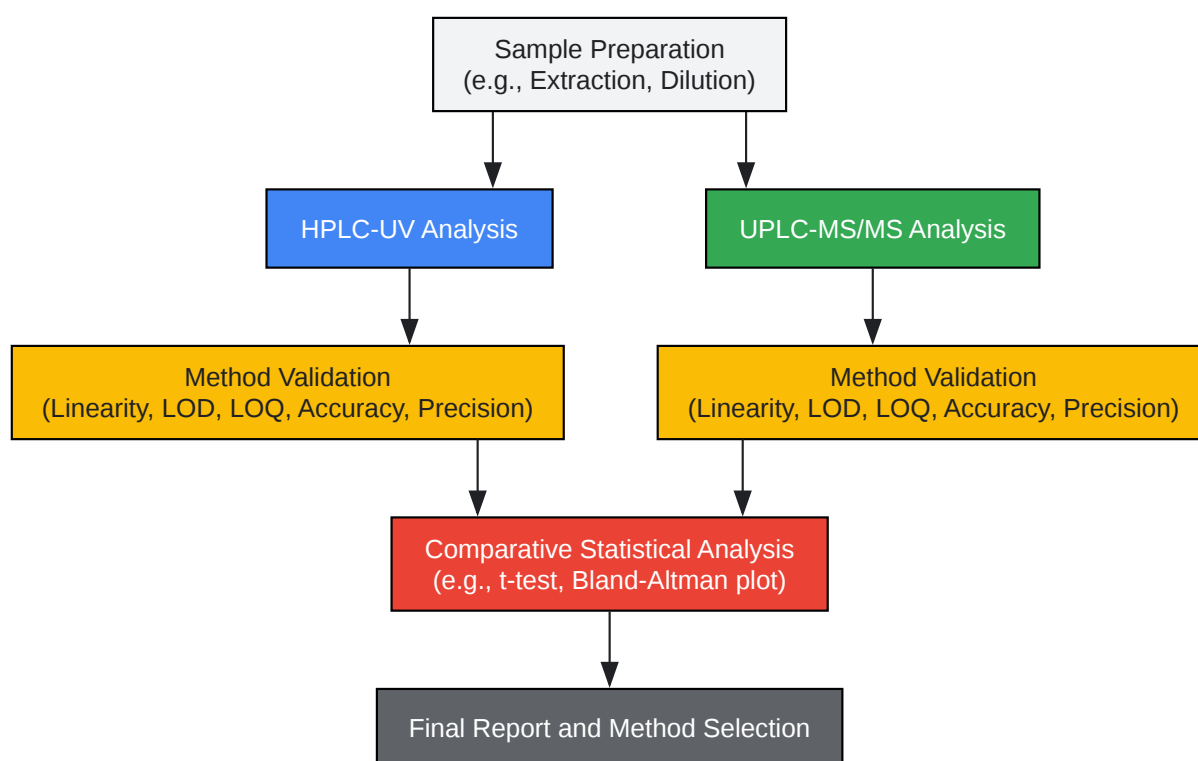 Sample Preparation
(e.g., Extraction, Dilution)
HPLC-UV Analysis
UPLC-MS/MS Analysis
Method Validation
(Linearity, LOD, LOQ, Accuracy, Precision)
Method Validation
(Linearity, LOD, LOQ, Accuracy, Precision)
Comparative Statistical Analysis
(e.g., t-test, Bland-Altman plot)
Final Report and Method Selection